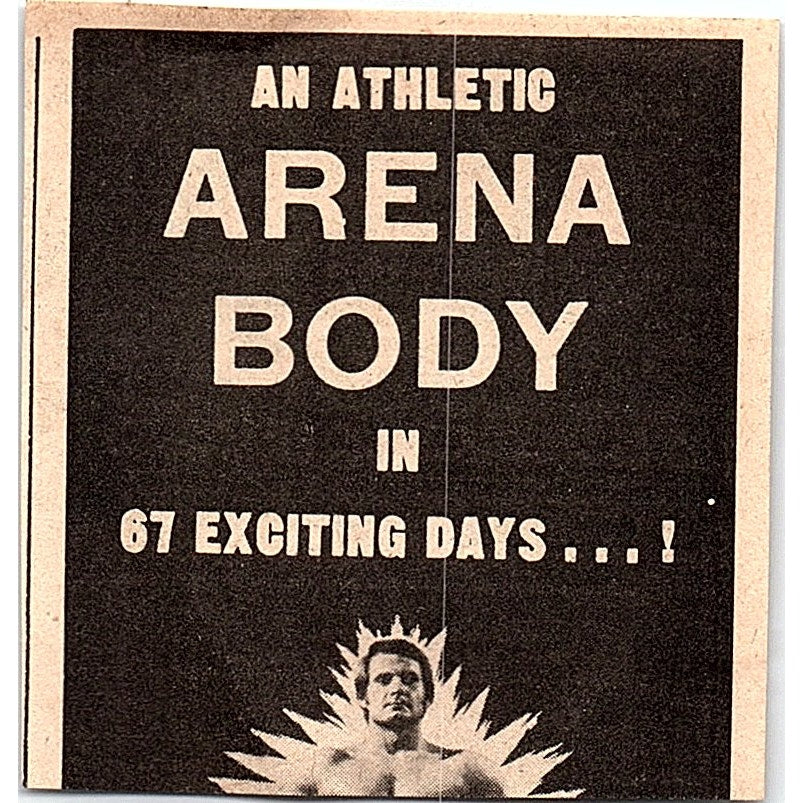 AN ATHLETIC
ARENA
BODY
IN
67 EXCITING DAYS . . . !